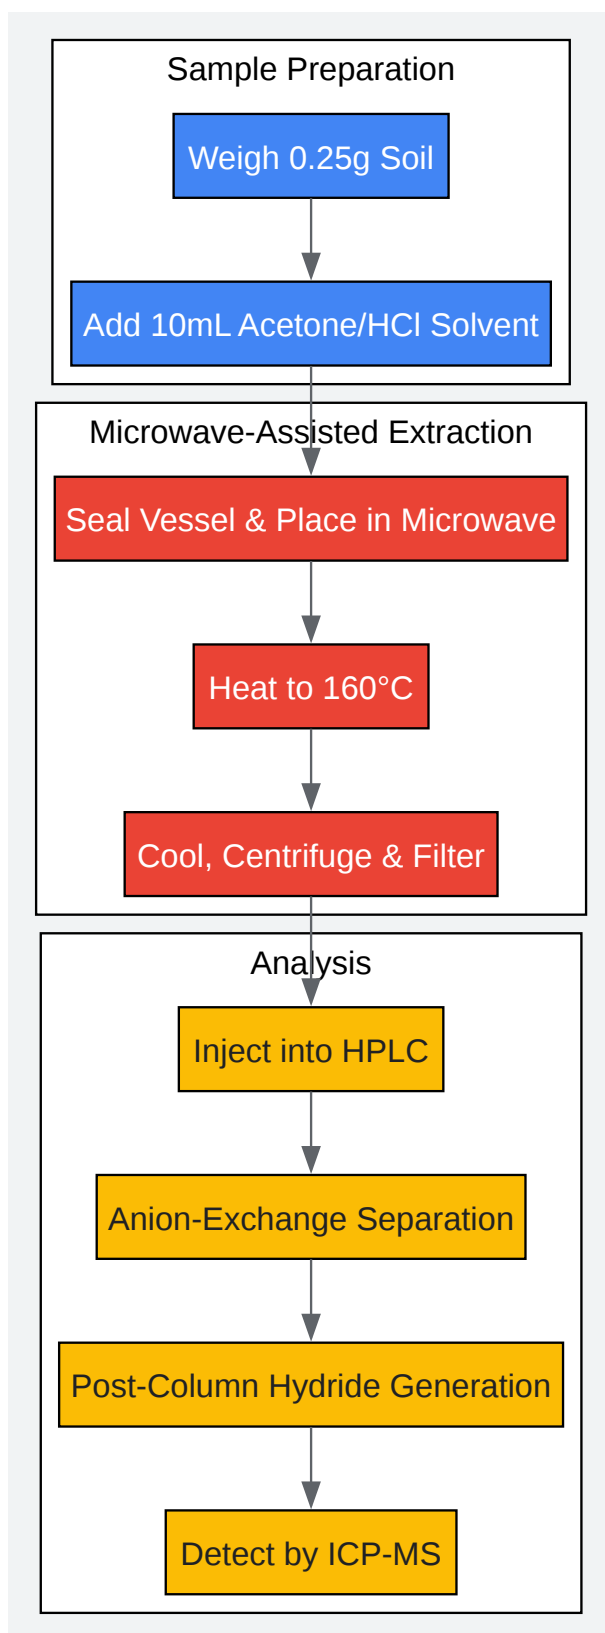 Sample Preparation
Weigh 0.25g Soil
Add 10mL Acetone/HCl Solvent
Microwave-Assisted Extraction
Seal Vessel & Place in Microwave
Heat to 160°C
Cool, Centrifuge & Filter
Analysis
Inject into HPLC
Anion-Exchange Separation
Post-Column Hydride Generation
Detect by ICP-MS